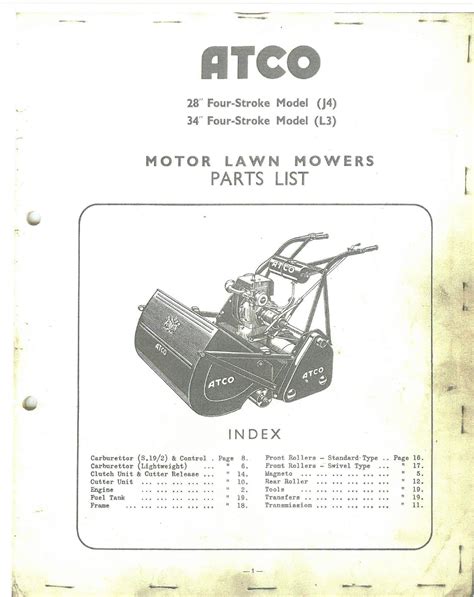 ATCO
28" Four-Stroke Model (J4)
34" Four-Stroke Model (L3)
MOTOR LAWN MOWERS
PARTS LIST
ATCO
ATCO
ATCO
INDEX
Carburettor (S.19/2) & Control . Page 8.
Carburettor (Lightweight) ... " 6.
Clutch Unit & Cutter Release ... " 14.
Cutter Unit ... ... ... ... " 10.
Engine ... ... ... ... ... " 2.
Fuel Tank ... ... ... ... " 19.
Frame ... ... ... ... ... " 18.
Front Rollers - Standard Type .. Page 16.
Front Rollers - Swivel Type ... " 17.
Magneto ... ... ... ... ... " 5.
Rear Roller ... ... ... ... " 12.
Tools ... ... ... ... ... " 19.
Transfers ... ... ... ... " 19.
Transmission ... ... ... ... " 11.
—1—